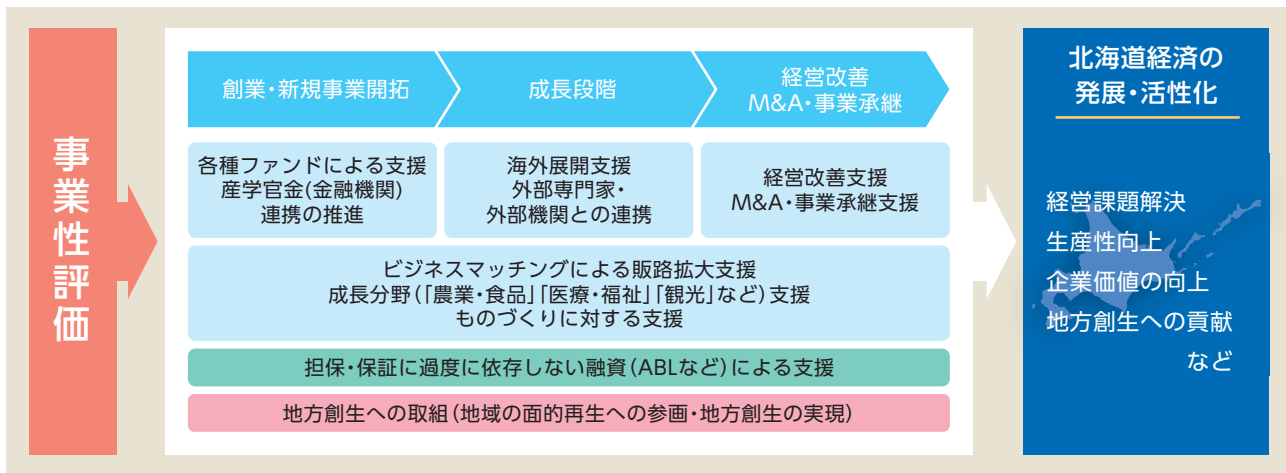 事業性評価
創業・新規事業開拓
成長段階
経営改善
M&A・事業承継
各種ファンドによる支援
産学官金(金融機関)
連携の推進
海外展開支援
外部専門家・
外部機関との連携
経営改善支援
M&A・事業承継支援
ビジネスマッチングによる販路拡大支援
成長分野(「農業・食品」「医療・福祉」「観光」など)支援
ものづくりに対する支援
担保・保証に過度に依存しない融資(ABLなど)による支援
地方創生への取組(地域の面的再生への参画・地方創生の実現)
北海道経済の
発展・活性化
経営課題解決
生産性向上
企業価値の向上
地方創生への貢献
など